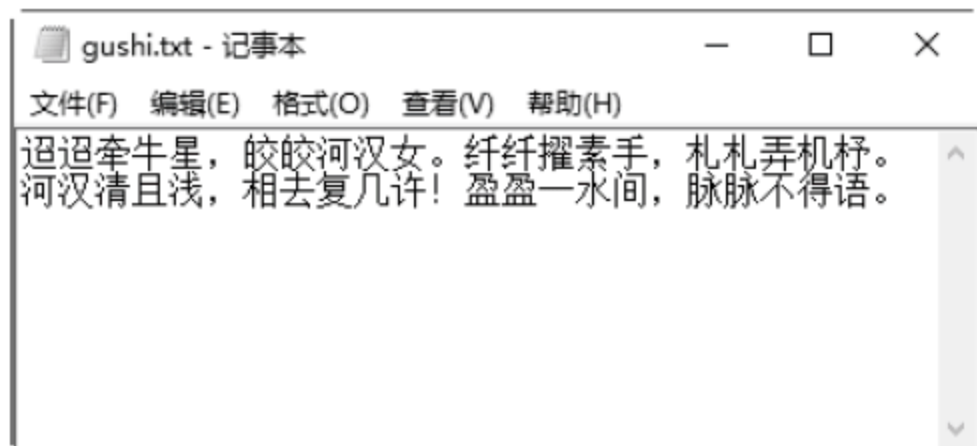 gushi.txt - 记事本
文件(F) 编辑(E) 格式(O) 查看(V) 帮助(H)
迢迢牵牛星，皎皎河汉女。纤纤擢素手，札札弄机杼。
河汉清且浅，相去复几许！盈盈一水间，脉脉不得语。